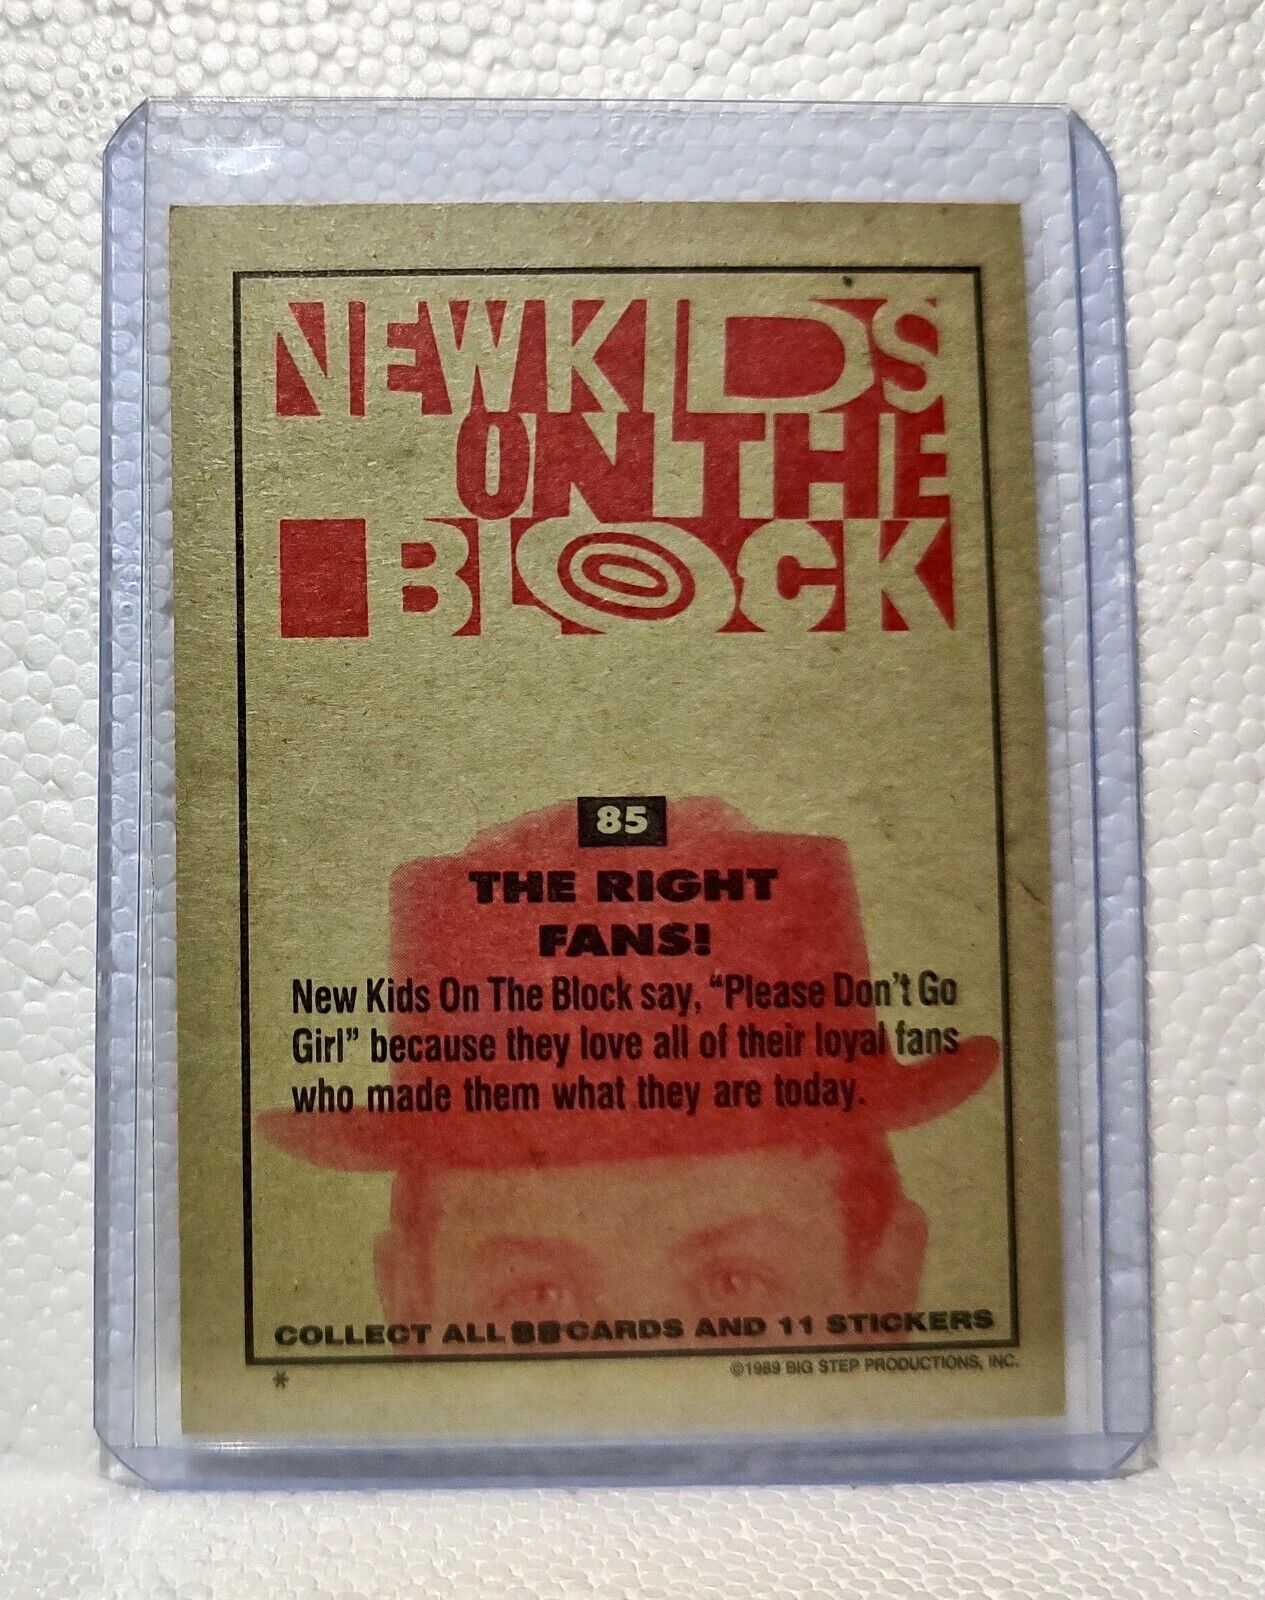 NEW KIDS
ON THE
BLOCK
85
THE RIGHT
FANS!
New Kids On The Block say, “Please Don't Go
Girl” because they love all of their loyal fans
who made them what they are today.
COLLECT ALL 88 CARDS AND 11 STICKERS
*
©1989 BIG STEP PRODUCTIONS, INC.